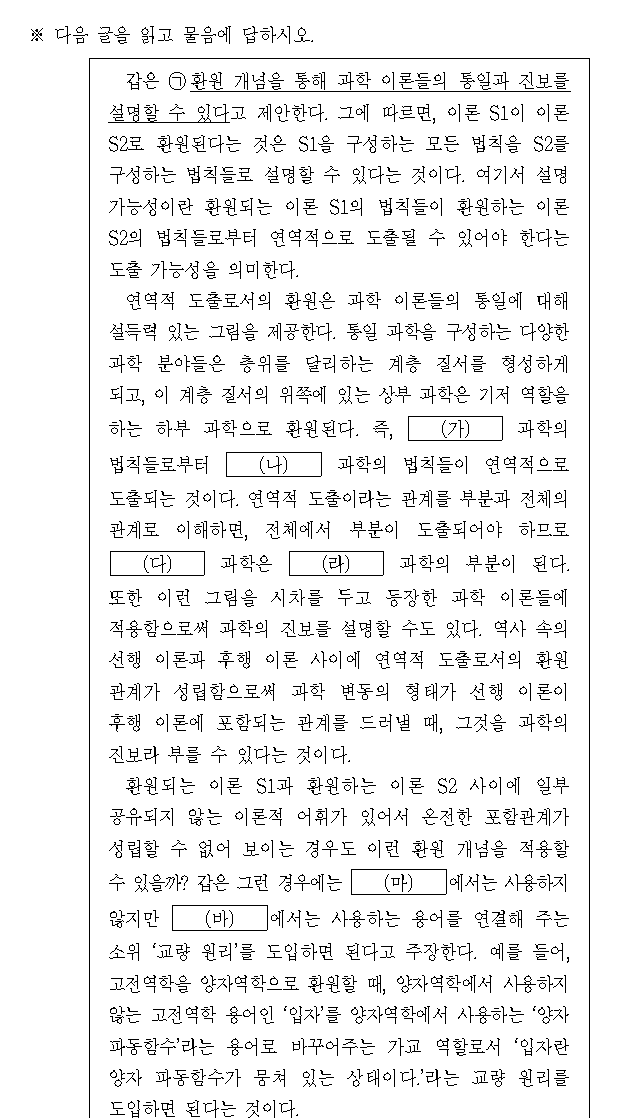 ※ 다음 글을 읽고 물음에 답하시오.
갑은 ㉠환원 개념을 통해 과학 이론들의 통일과 진보를
설명할 수 있다고 제안한다. 그에 따르면, 이론 S1이 이론
S2로 환원된다는 것은 S1을 구성하는 모든 법칙을 S2를
구성하는 법칙들로 설명할 수 있다는 것이다. 여기서 설명
가능성이란 환원되는 이론 S1의 법칙들이 환원하는 이론
S2의 법칙들로부터 연역적으로 도출될 수 있어야 한다는
도출 가능성을 의미한다.
연역적 도출로서의 환원은 과학 이론들의 통일에 대해
설득력 있는 그림을 제공한다. 통일 과학을 구성하는 다양한
과학 분야들은 층위를 달리하는 계층 질서를 형성하게
되고, 이 계층 질서의 위쪽에 있는 상부 과학은 기저 역할을
하는 하부 과학으로 환원된다. 즉, (가) 과학의
법칙들로부터 (나) 과학의 법칙들이 연역적으로
도출되는 것이다. 연역적 도출이라는 관계를 부분과 전체의
관계로 이해하면, 전체에서 부분이 도출되어야 하므로
(다) 과학은 (라) 과학의 부분이 된다.
또한 이런 그림을 시차를 두고 등장한 과학 이론들에
적용함으로써 과학의 진보를 설명할 수도 있다. 역사 속의
선행 이론과 후행 이론 사이에 연역적 도출로서의 환원
관계가 성립함으로써 과학 변동의 형태가 선행 이론이
후행 이론에 포함되는 관계를 드러낼 때, 그것을 과학의
진보라 부를 수 있다는 것이다.
환원되는 이론 S1과 환원하는 이론 S2 사이에 일부
공유되지 않는 이론적 어휘가 있어서 온전한 포함관계가
성립할 수 없어 보이는 경우도 이런 환원 개념을 적용할
수 있을까? 갑은 그런 경우에는 (마)에서는 사용하지
않지만 (바)에서는 사용하는 용어를 연결해 주는
소위 ‘교량 원리’를 도입하면 된다고 주장한다. 예를 들어,
고전역학을 양자역학으로 환원할 때, 양자역학에서 사용하지
않는 고전역학 용어인 ‘입자’를 양자역학에서 사용하는 ‘양자
파동함수’라는 용어로 바꾸어주는 가교 역할로서 ‘입자란
양자 파동함수가 뭉쳐 있는 상태이다.’라는 교량 원리를
도입하면 된다는 것이다.